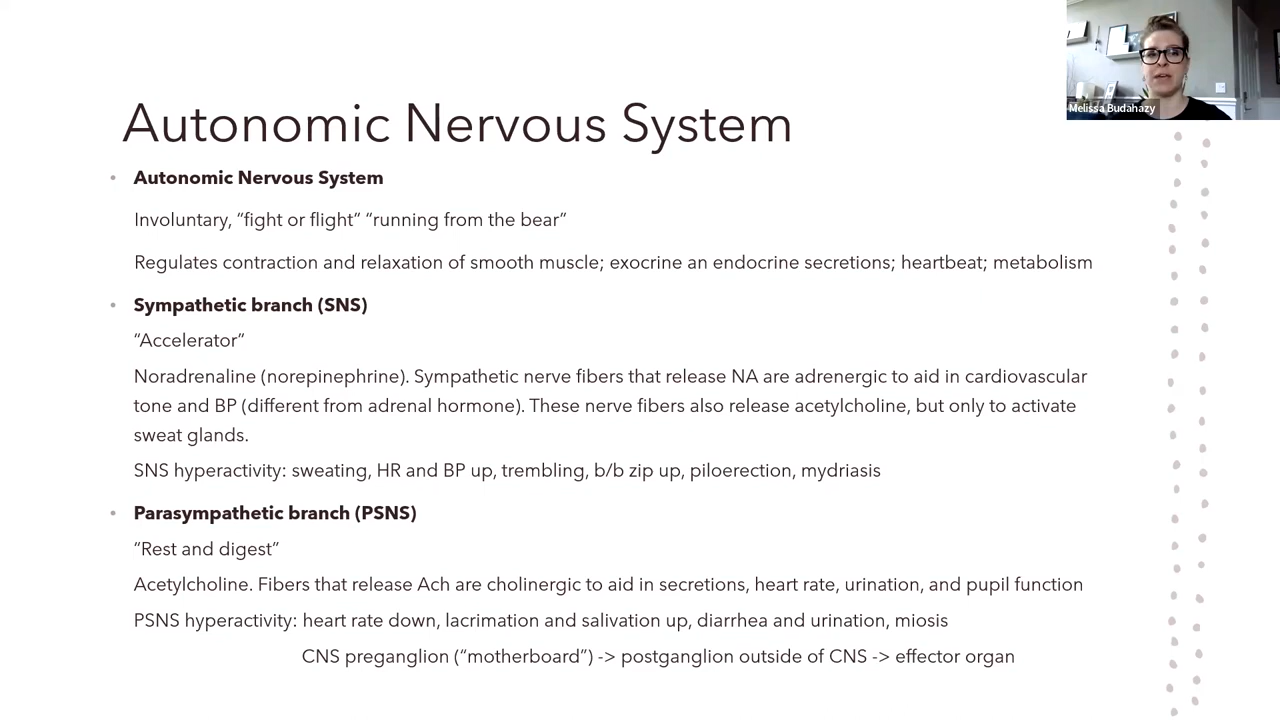 Melissa Budahazy
Autonomic Nervous System
• Autonomic Nervous System
Involuntary, “fight or flight” “running from the bear”
Regulates contraction and relaxation of smooth muscle; exocrine an endocrine secretions; heartbeat; metabolism
• Sympathetic branch (SNS)
“Accelerator”
Noradrenaline (norepinephrine). Sympathetic nerve fibers that release NA are adrenergic to aid in cardiovascular
tone and BP (different from adrenal hormone). These nerve fibers also release acetylcholine, but only to activate
sweat glands.
SNS hyperactivity: sweating, HR and BP up, trembling, b/b zip up, piloerection, mydriasis
• Parasympathetic branch (PSNS)
“Rest and digest”
Acetylcholine. Fibers that release Ach are cholinergic to aid in secretions, heart rate, urination, and pupil function
PSNS hyperactivity: heart rate down, lacrimation and salivation up, diarrhea and urination, miosis
CNS preganglion (“motherboard”) -> postganglion outside of CNS -> effector organ